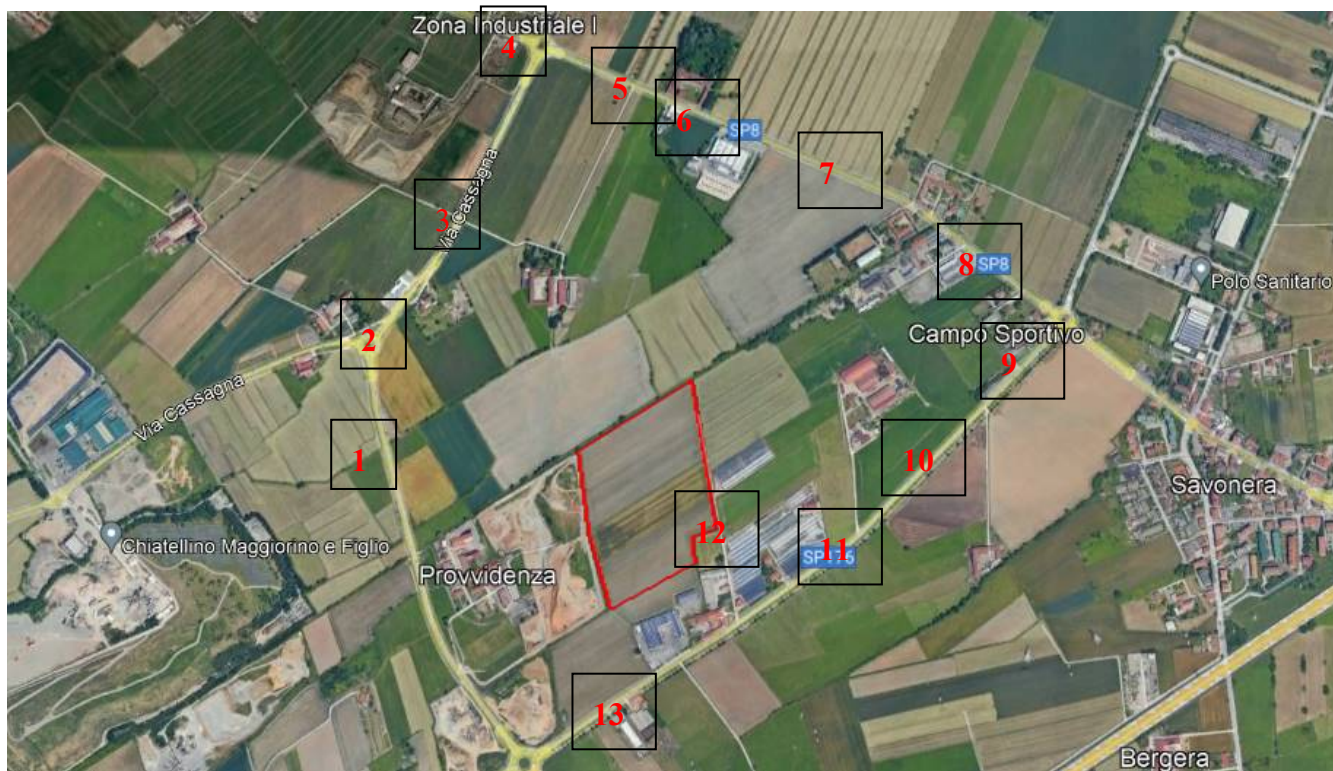 Zona Industriale I
4
5
6
SP8
7
3
Via Cassagna
8
SP8
Polo Sanitario
2
Campo Sportivo
9
Via Cassagna
1
10
Savonera
12
Chiatellino Maggiorino e Figlio
11
SP176
Provvidenza
13
Bergera